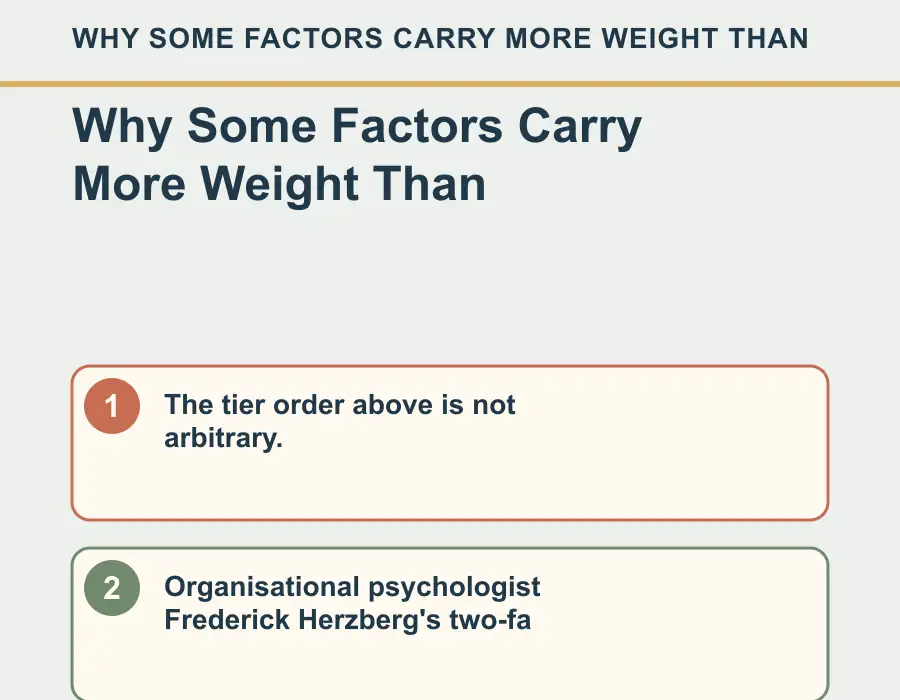 WHY SOME FACTORS CARRY MORE WEIGHT THAN
Why Some Factors Carry
More Weight Than
1
The tier order above is not
arbitrary.
2
Organisational psychologist
Frederick Herzberg's two-fa